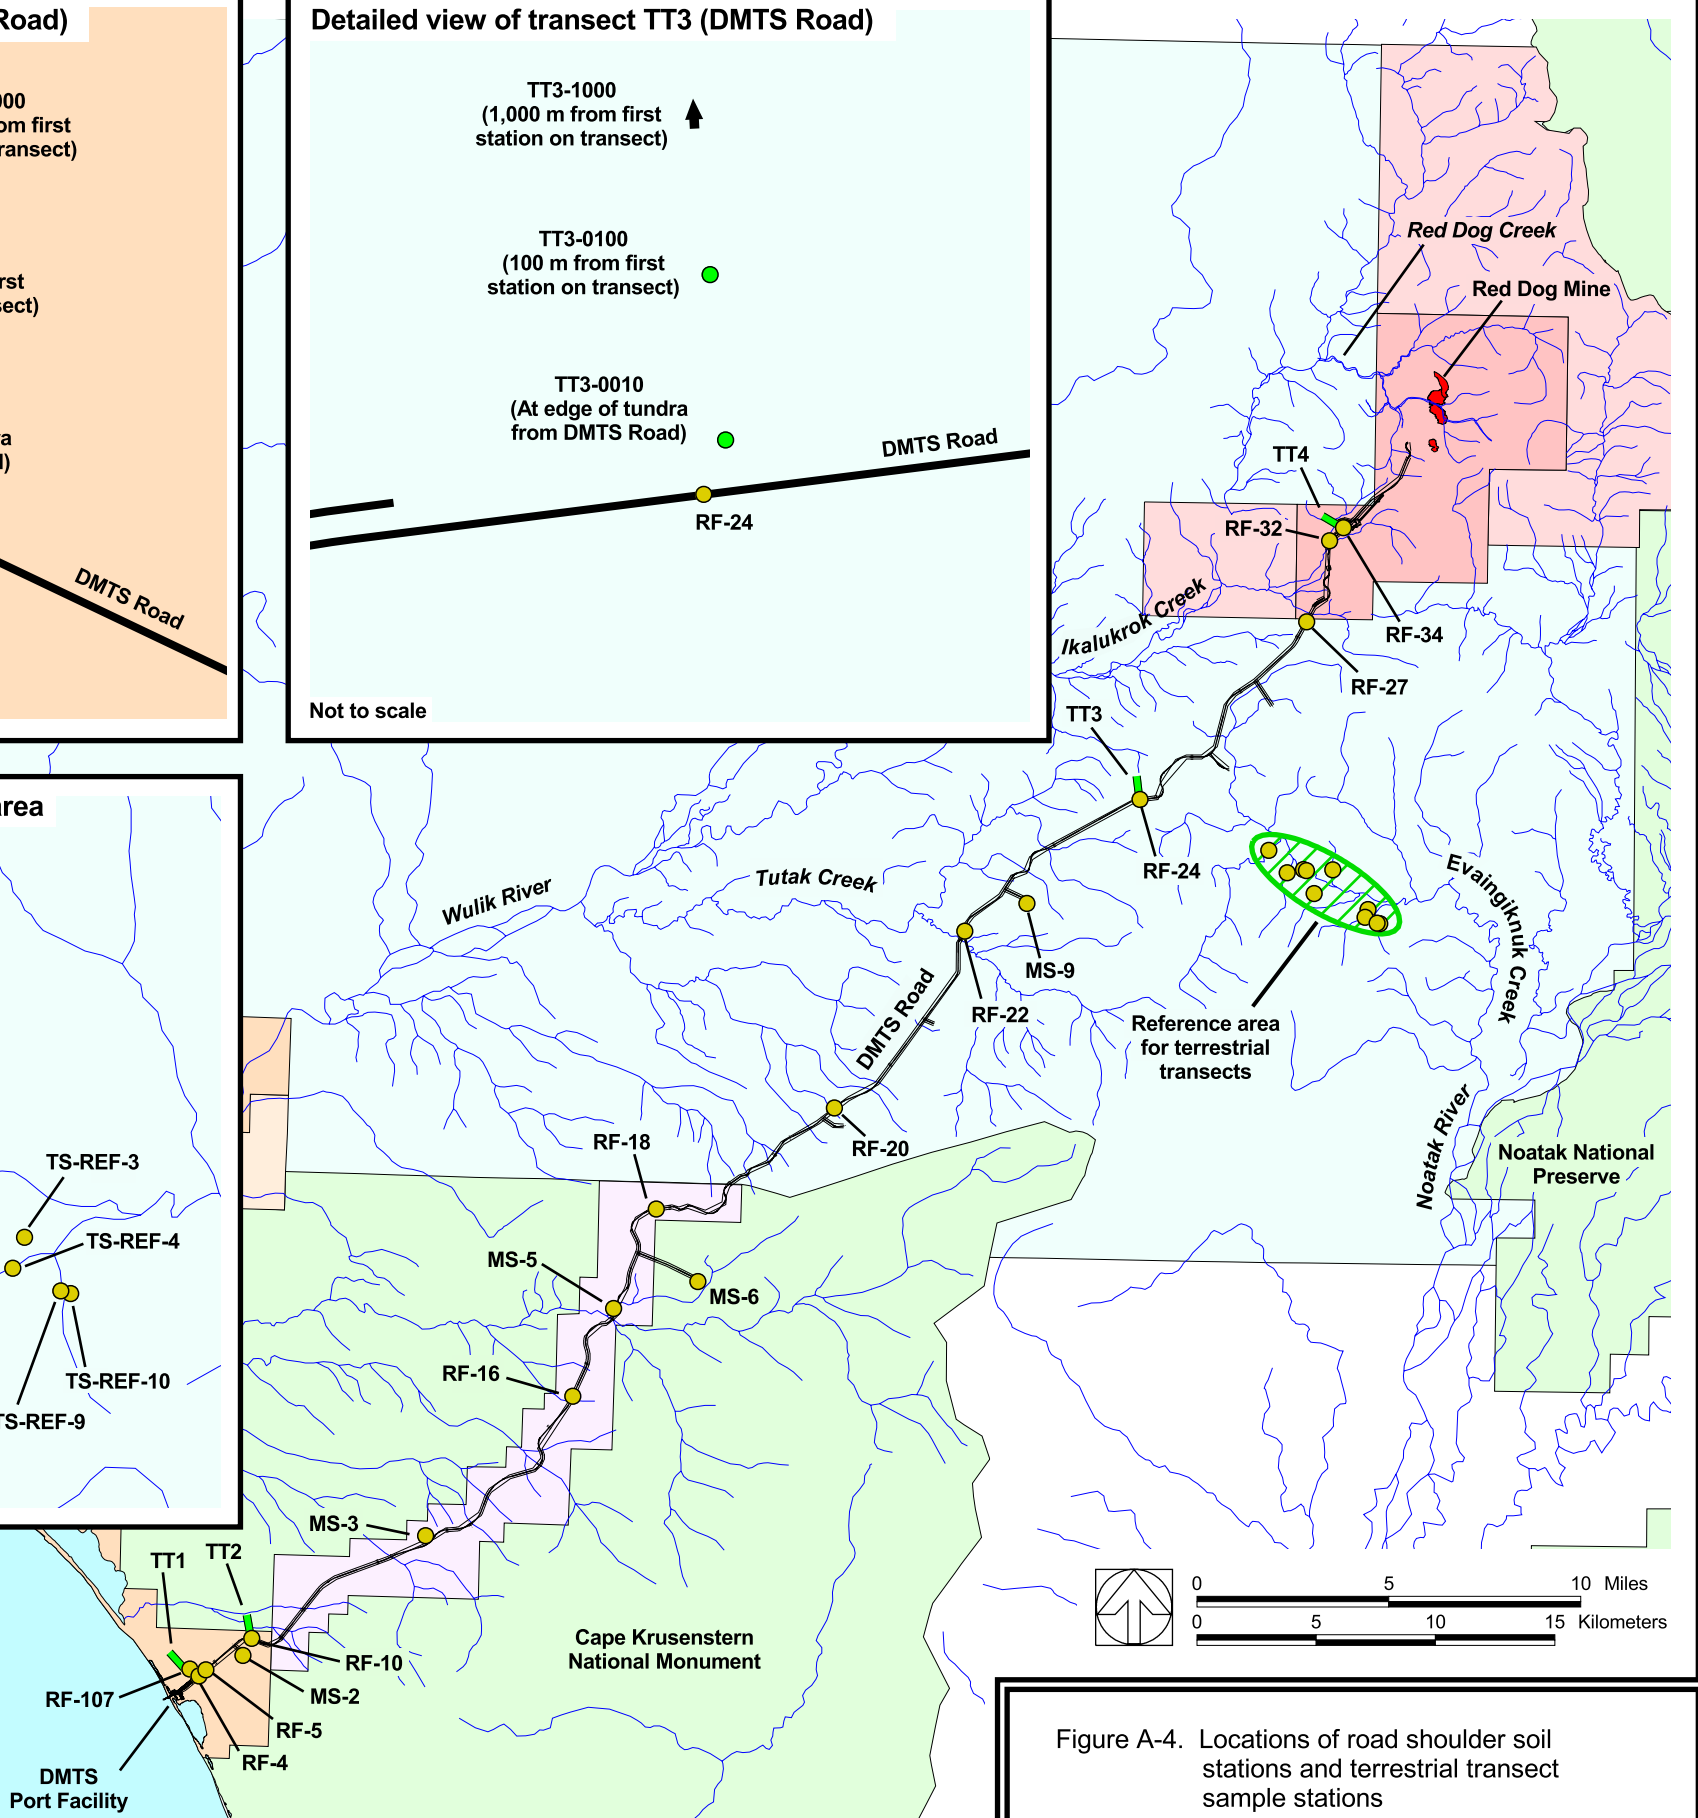 Road)
000
om first
ransect)
rst
sect)
ra
d)
DMTS Road
Detailed view of transect TT3 (DMTS Road)
TT3-1000
(1,000 m from first
station on transect)
TT3-0100
(100 m from first
station on transect)
TT3-0010
(At edge of tundra
from DMTS Road)
DMTS Road
RF-24
Not to scale
Red Dog Creek
Red Dog Mine
TT4
RF-32
Ikalukrok Creek
RF-34
RF-27
TT3
RF-24
Evaingiknuk Creek
Tutak Creek
Wulik River
MS-9
RF-22
DMTS Road
Reference area
for terrestrial
transects
Noatak River
Noatak National
Preserve
RF-20
RF-18
MS-5
MS-6
RF-16
MS-3
area
TS-REF-3
TS-REF-4
TS-REF-10
TS-REF-9
TT1
TT2
RF-10
MS-2
RF-107
RF-5
RF-4
DMTS
Port Facility
Cape Krusenstern
National Monument
0 5 10 Miles
0 5 10 15 Kilometers
Figure A-4. Locations of road shoulder soil
stations and terrestrial transect
sample stations